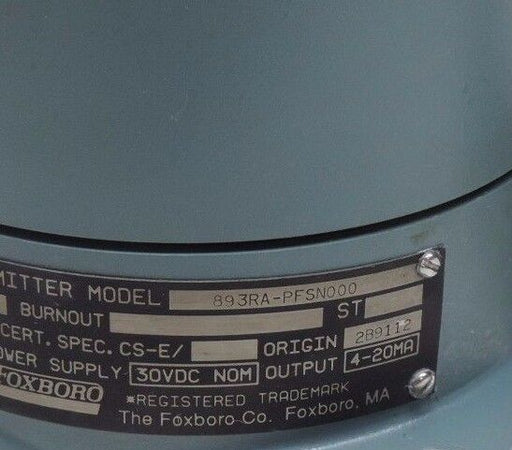 MITTER MODEL 893RA-PFSN000
BURNOUT ST
CERT. SPEC. CS-E/ ORIGIN 2B9112
OWER SUPPLY 30VDC NOM OUTPUT 4-20MA
FOXBORO *REGISTERED TRADEMARK
The Foxboro Co. Foxboro, MA